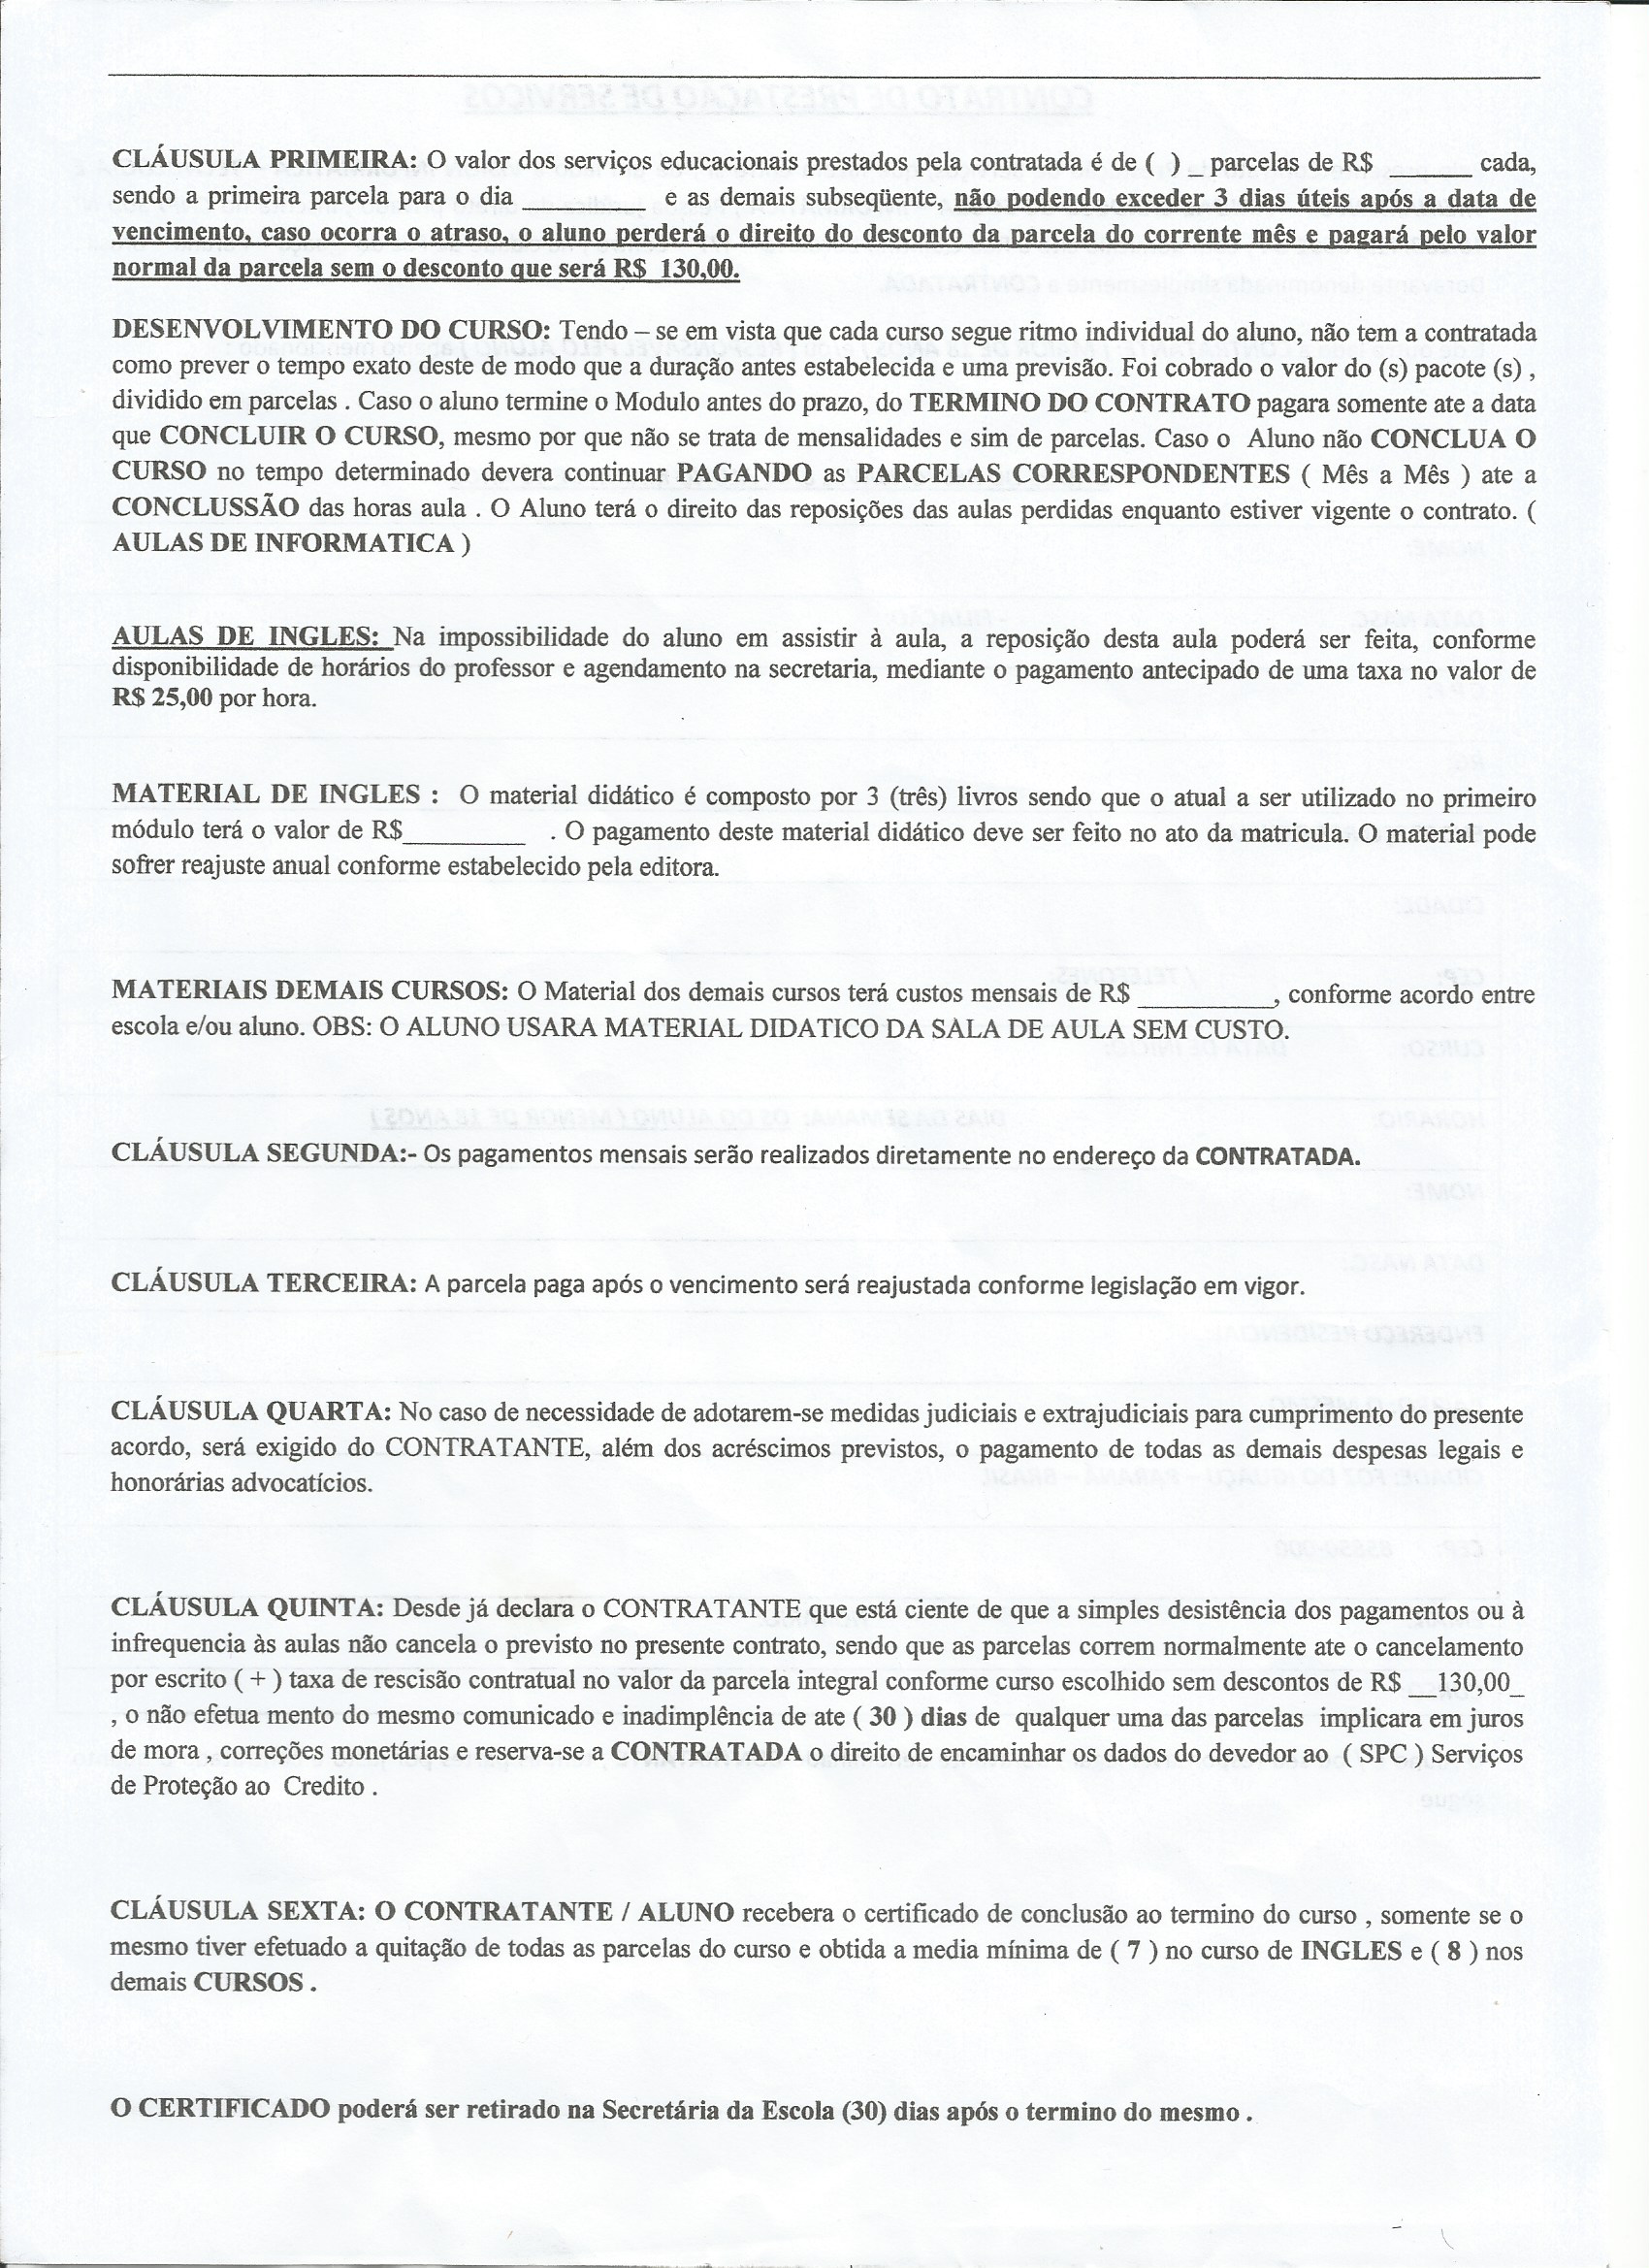 CLÁUSULA PRIMEIRA: O valor dos serviços educacionais prestados pela contratada é de ( ) _ parcelas de R$ ______ cada,
sendo a primeira parcela para o dia _________ e as demais subseqüente, não podendo exceder 3 dias úteis após a data de
vencimento, caso ocorra o atraso, o aluno perderá o direito do desconto da parcela do corrente mês e pagará pelo valor
normal da parcela sem o desconto que será R$ 130,00.
DESENVOLVIMENTO DO CURSO: Tendo – se em vista que cada curso segue ritmo individual do aluno, não tem a contratada
como prever o tempo exato deste de modo que a duração antes estabelecida e uma previsão. Foi cobrado o valor do (s) pacote (s) ,
dividido em parcelas . Caso o aluno termine o Modulo antes do prazo, do TERMINO DO CONTRATO pagara somente ate a data
que CONCLUIR O CURSO, mesmo por que não se trata de mensalidades e sim de parcelas. Caso o Aluno não CONCLUA O
CURSO no tempo determinado devera continuar PAGANDO as PARCELAS CORRESPONDENTES ( Mês a Mês ) ate a
CONCLUSSÃO das horas aula . O Aluno terá o direito das reposições das aulas perdidas enquanto estiver vigente o contrato. (
AULAS DE INFORMATICA )
AULAS DE INGLES: Na impossibilidade do aluno em assistir à aula, a reposição desta aula poderá ser feita, conforme
disponibilidade de horários do professor e agendamento na secretaria, mediante o pagamento antecipado de uma taxa no valor de
R$ 25,00 por hora.
MATERIAL DE INGLES : O material didático é composto por 3 (três) livros sendo que o atual a ser utilizado no primeiro
módulo terá o valor de R$_________ . O pagamento deste material didático deve ser feito no ato da matricula. O material pode
sofrer reajuste anual conforme estabelecido pela editora.
MATERIAIS DEMAIS CURSOS: O Material dos demais cursos terá custos mensais de R$ __________, conforme acordo entre
escola e/ou aluno. OBS: O ALUNO USARA MATERIAL DIDATICO DA SALA DE AULA SEM CUSTO.
CLÁUSULA SEGUNDA:- Os pagamentos mensais serão realizados diretamente no endereço da CONTRATADA.
CLÁUSULA TERCEIRA: A parcela paga após o vencimento será reajustada conforme legislação em vigor.
CLÁUSULA QUARTA: No caso de necessidade de adotarem-se medidas judiciais e extrajudiciais para cumprimento do presente
acordo, será exigido do CONTRATANTE, além dos acréscimos previstos, o pagamento de todas as demais despesas legais e
honorárias advocatícios.
CLÁUSULA QUINTA: Desde já declara o CONTRATANTE que está ciente de que a simples desistência dos pagamentos ou à
infrequencia às aulas não cancela o previsto no presente contrato, sendo que as parcelas correm normalmente ate o cancelamento
por escrito ( + ) taxa de rescisão contratual no valor da parcela integral conforme curso escolhido sem descontos de R$ __130,00_
, o não efetua mento do mesmo comunicado e inadimplência de ate ( 30 ) dias de qualquer uma das parcelas implicara em juros
de mora , correções monetárias e reserva-se a CONTRATADA o direito de encaminhar os dados do devedor ao ( SPC ) Serviços
de Proteção ao Credito .
CLÁUSULA SEXTA: O CONTRATANTE / ALUNO recebera o certificado de conclusão ao termino do curso , somente se o
mesmo tiver efetuado a quitação de todas as parcelas do curso e obtida a media mínima de ( 7 ) no curso de INGLES e ( 8 ) nos
demais CURSOS .
O CERTIFICADO poderá ser retirado na Secretária da Escola (30) dias após o termino do mesmo .